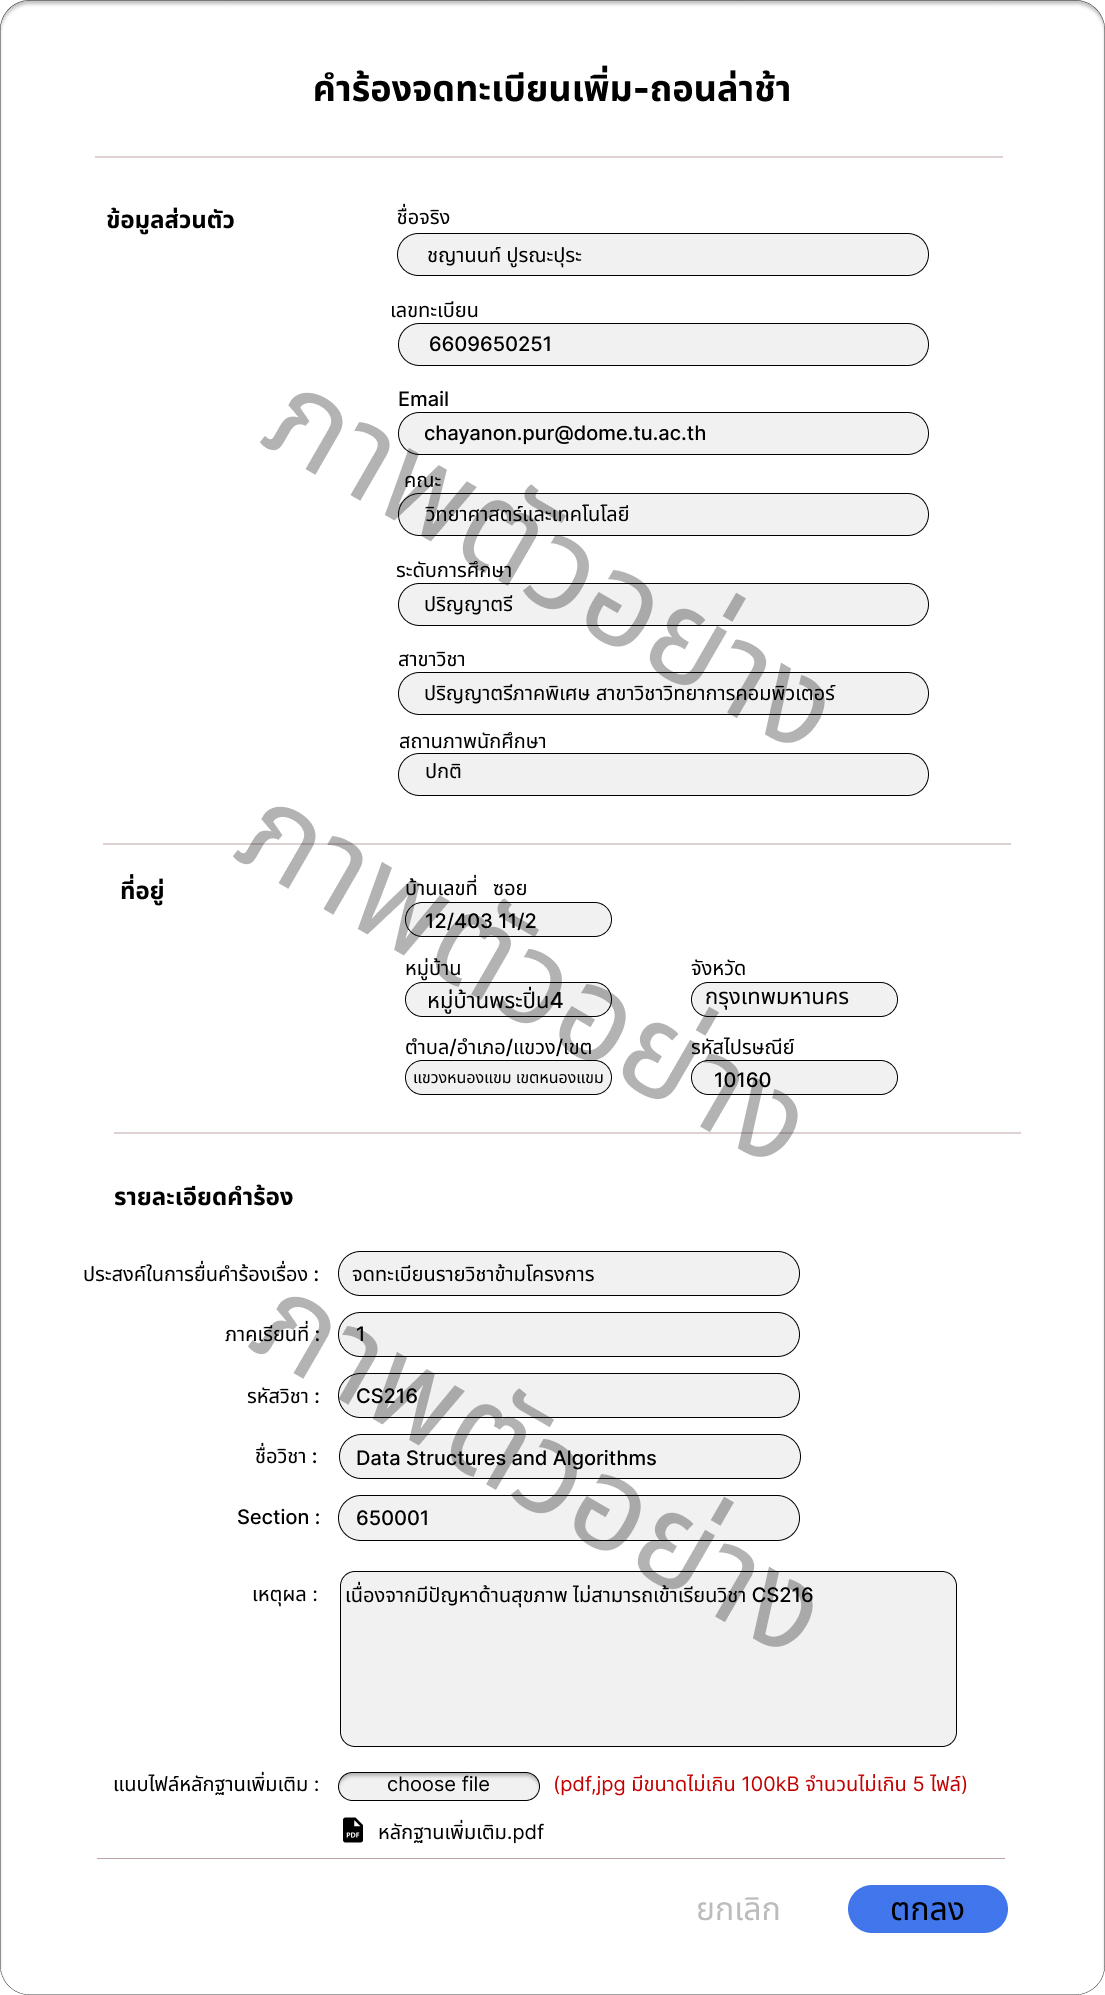 คำร้องจดทะเบียนเพิ่ม-ถอนล่าช้า
ข้อมูลส่วนตัว
ชื่อจริง
ชญานนท์ ปูรณะปุระ
เลขทะเบียน
6609650251
Email
chayanon.pur@dome.tu.ac.th
คณะ
วิทยาศาสตร์และเทคโนโลยี
ระดับการศึกษา
ปริญญาตรี
สาขาวิชา
ปริญญาตรีภาคพิเศษ สาขาวิชาวิทยาการคอมพิวเตอร์
สถานภาพนักศึกษา
ปกติ
ภาพตัวอย่าง
ที่อยู่
บ้านเลขที่ ซอย
12/403 11/2
หมู่บ้าน
หมู่บ้านพระปิ่น4
จังหวัด
กรุงเทพมหานคร
ตำบล/อำเภอ/แขวง/เขต
แขวงหนองแขม เขตหนองแขม
รหัสไปรษณีย์
10160
ภาพตัวอย่าง
รายละเอียดคำร้อง
ประสงค์ในการยื่นคำร้องเรื่อง : จดทะเบียนรายวิชาข้ามโครงการ
ภาคเรียนที่ : 1
รหัสวิชา : CS216
ชื่อวิชา : Data Structures and Algorithms
Section : 650001
เหตุผล : เนื่องจากมีปัญหาด้านสุขภาพ ไม่สามารถเข้าเรียนวิชา CS216
ภาพตัวอย่าง
แนบไฟล์หลักฐานเพิ่มเติม : choose file (pdf,jpg มีขนาดไม่เกิน 100kB จำนวนไม่เกิน 5 ไฟล์)
PDF หลักฐานเพิ่มเติม.pdf
ยกเลิก ตกลง